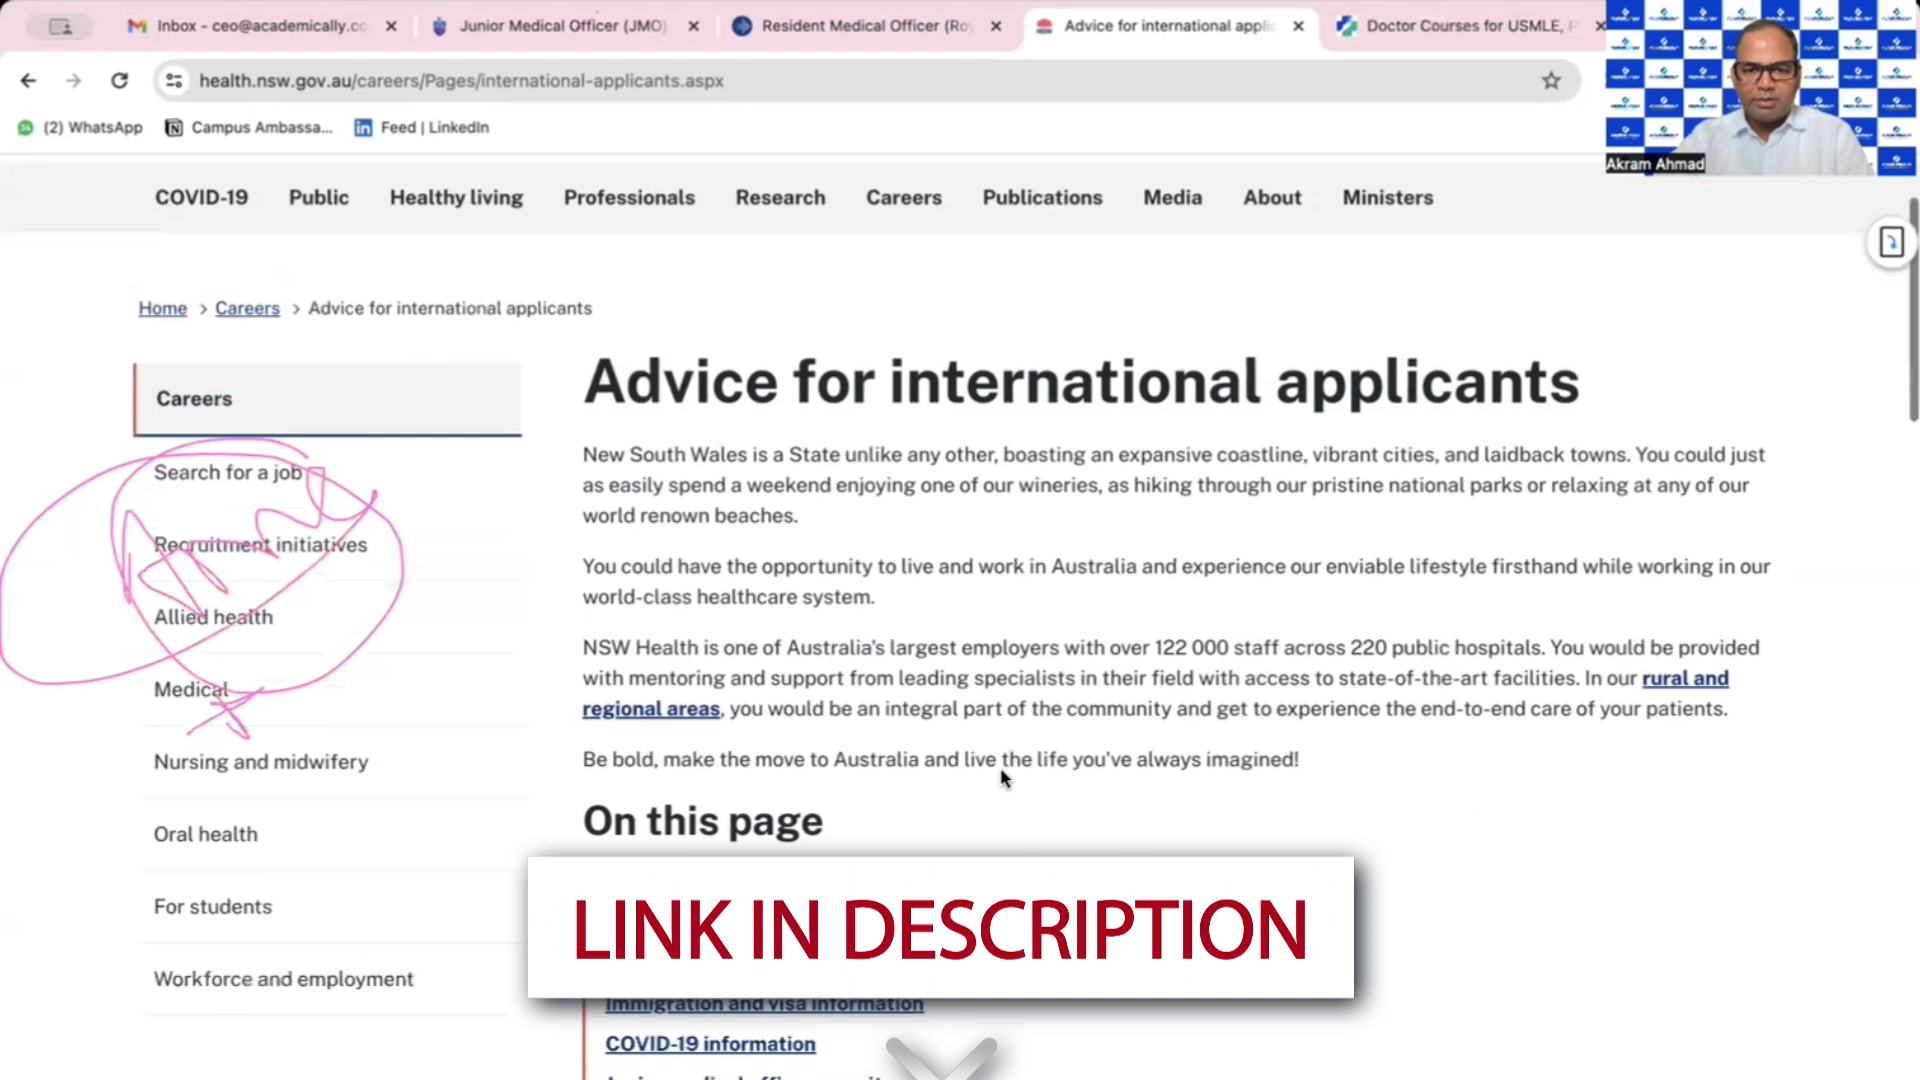 Inbox - ceo@academically.co
Junior Medical Officer (JMO)
Resident Medical Officer (Ro
Advice for international appli
Doctor Courses for USMLE, P
health.nsw.gov.au/careers/Pages/international-applicants.aspx
(2) WhatsApp
Campus Ambassa...
Feed | LinkedIn
Akram Ahmad
COVID-19
Public
Healthy living
Professionals
Research
Careers
Publications
Media
About
Ministers
Home > Careers > Advice for international applicants
Careers
Search for a job
Recruitment initiatives
Allied health
Medical
Nursing and midwifery
Oral health
For students
Workforce and employment
Advice for international applicants
New South Wales is a State unlike any other, boasting an expansive coastline, vibrant cities, and laidback towns. You could just
as easily spend a weekend enjoying one of our wineries, as hiking through our pristine national parks or relaxing at any of our
world renown beaches.
You could have the opportunity to live and work in Australia and experience our enviable lifestyle firsthand while working in our
world-class healthcare system.
NSW Health is one of Australia's largest employers with over 122 000 staff across 220 public hospitals. You would be provided
with mentoring and support from leading specialists in their field with access to state-of-the-art facilities. In our rural and
regional areas, you would be an integral part of the community and get to experience the end-to-end care of your patients.
Be bold, make the move to Australia and live the life you've always imagined!
On this page
LINK IN DESCRIPTION
Immigration and visa information
COVID-19 information